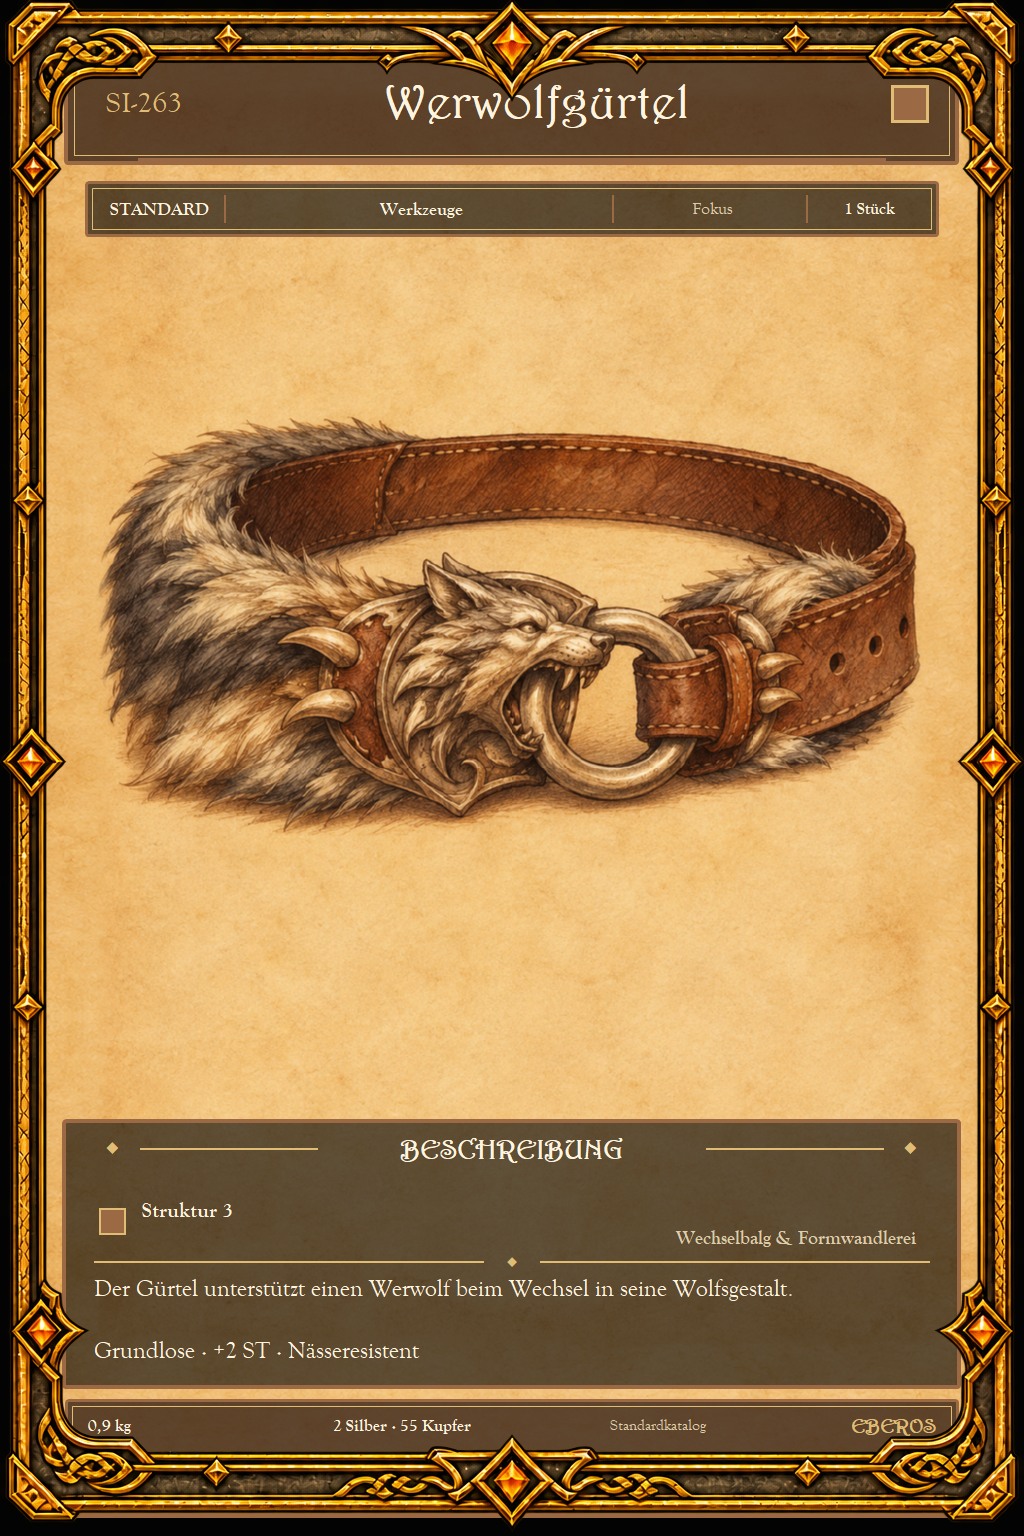 SI-263
Werwolfgürtel
STANDARD
Werkzeuge
Fokus
1 Stück
BESCHREIBUNG
Struktur 3
Wechselbalg & Formwandlerei
Der Gürtel unterstützt einen Werwolf beim Wechsel in seine Wolfsgestalt.
Grundlose · +2 ST · Nässeresistent
0,9 kg
2 Silber · 55 Kupfer
Standardkatalog
EBEROS